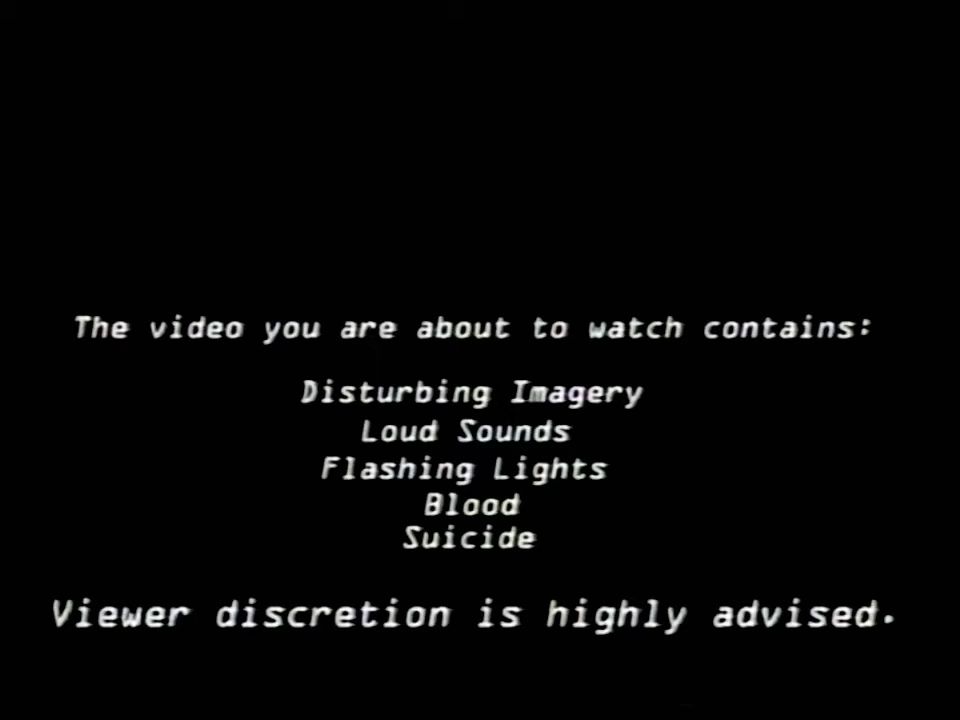 The video you are about to watch contains:
Disturbing Imagery
Loud Sounds
Flashing Lights
Blood
Suicide
Viewer discretion is highly advised.